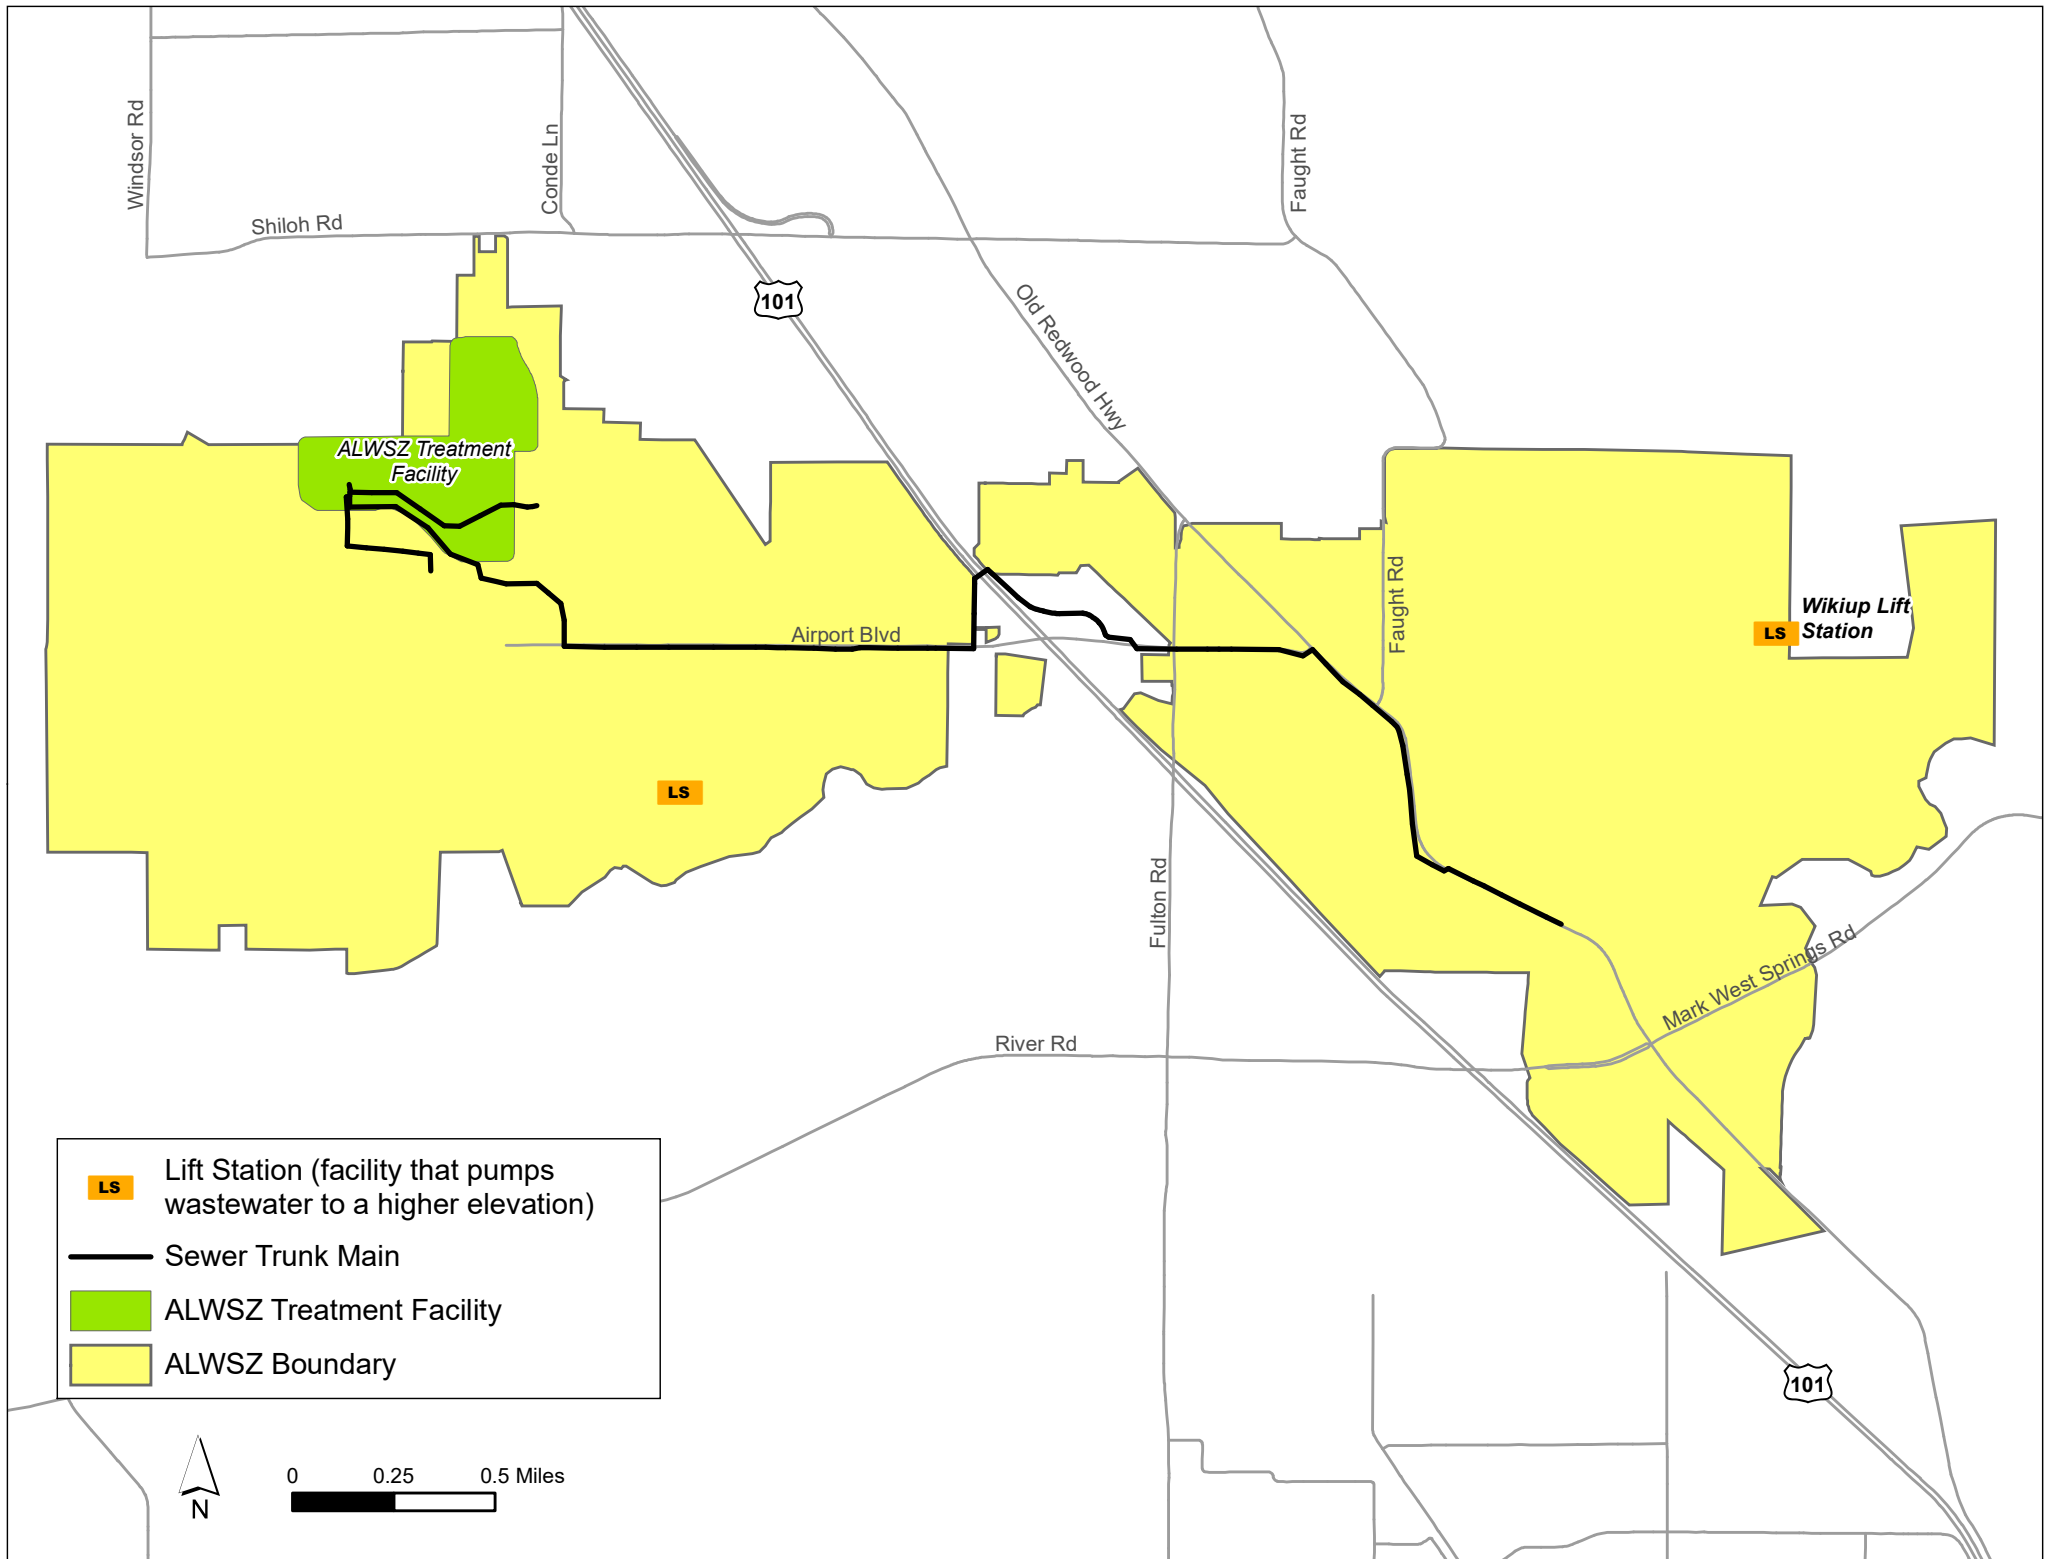 Windsor Rd
Conde Ln
Faught Rd
Shiloh Rd
101
Old Redwood Hwy
ALWSZ Treatment
Facility
Faught Rd
Wikiup Lift
Station
LS
Airport Blvd
LS
Fulton Rd
Mark West Springs Rd
River Rd
LS
Lift Station (facility that pumps
wastewater to a higher elevation)
Sewer Trunk Main
ALWSZ Treatment Facility
ALWSZ Boundary
101
N
0 0.25 0.5 Miles